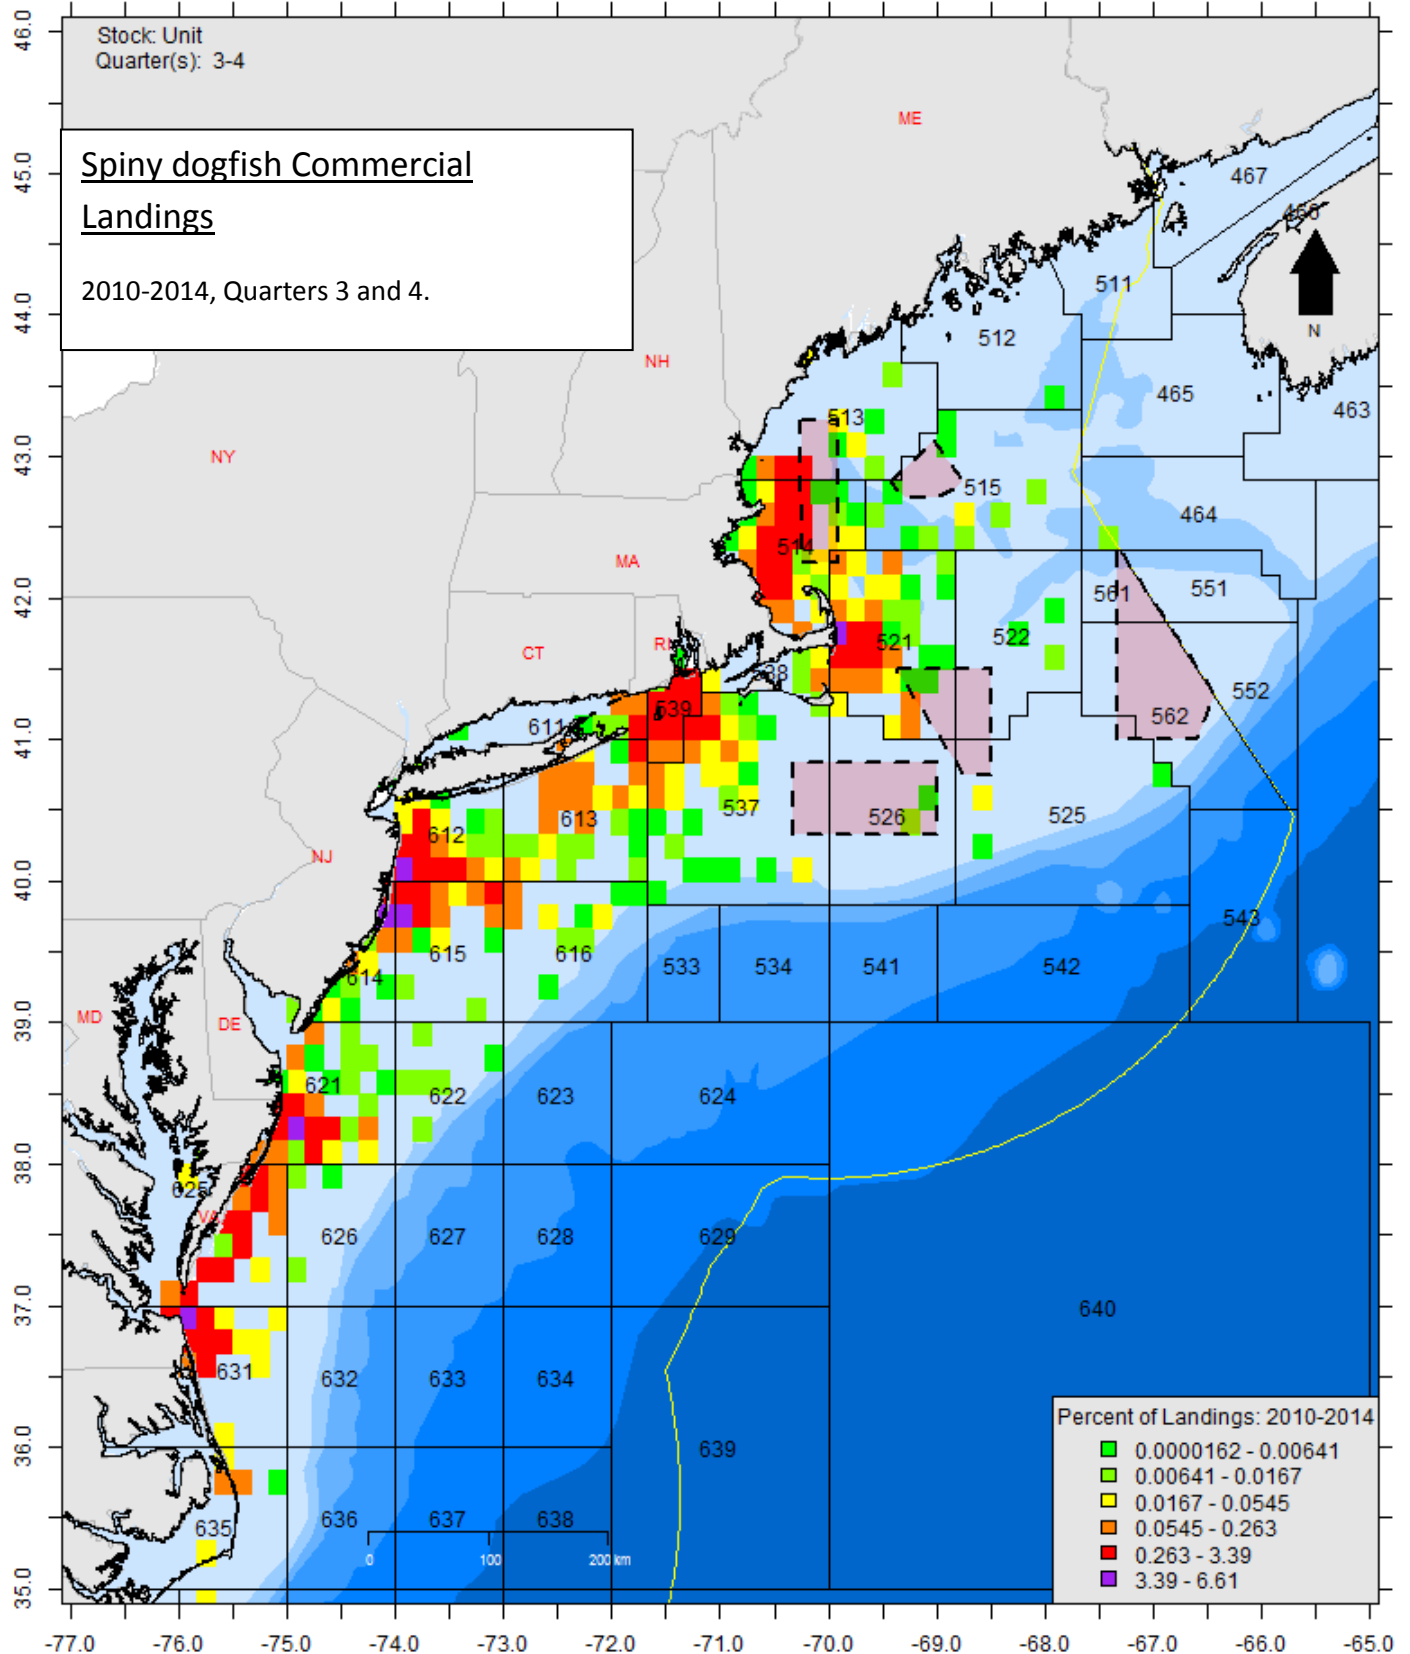 Stock: Unit
Quarter(s): 3-4
Spiny dogfish Commercial
Landings
2010-2014, Quarters 3 and 4.
ME
NH
NY
MA
CT
RI
NJ
MD
DE
VA
N
467
466
511
512
465
463
513
515
464
514
561
551
521
522
538
552
562
539
611
537
526
525
613
612
543
615
616
533
534
541
542
614
621
622
623
624
625
626
627
628
629
640
631
632
633
634
639
635
636
637
638
0 100 200 km
Percent of Landings: 2010-2014
0.0000162 - 0.00641
0.00641 - 0.0167
0.0167 - 0.0545
0.0545 - 0.263
0.263 - 3.39
3.39 - 6.61
46.0
45.0
44.0
43.0
42.0
41.0
40.0
39.0
38.0
37.0
36.0
35.0
-77.0 -76.0 -75.0 -74.0 -73.0 -72.0 -71.0 -70.0 -69.0 -68.0 -67.0 -66.0 -65.0